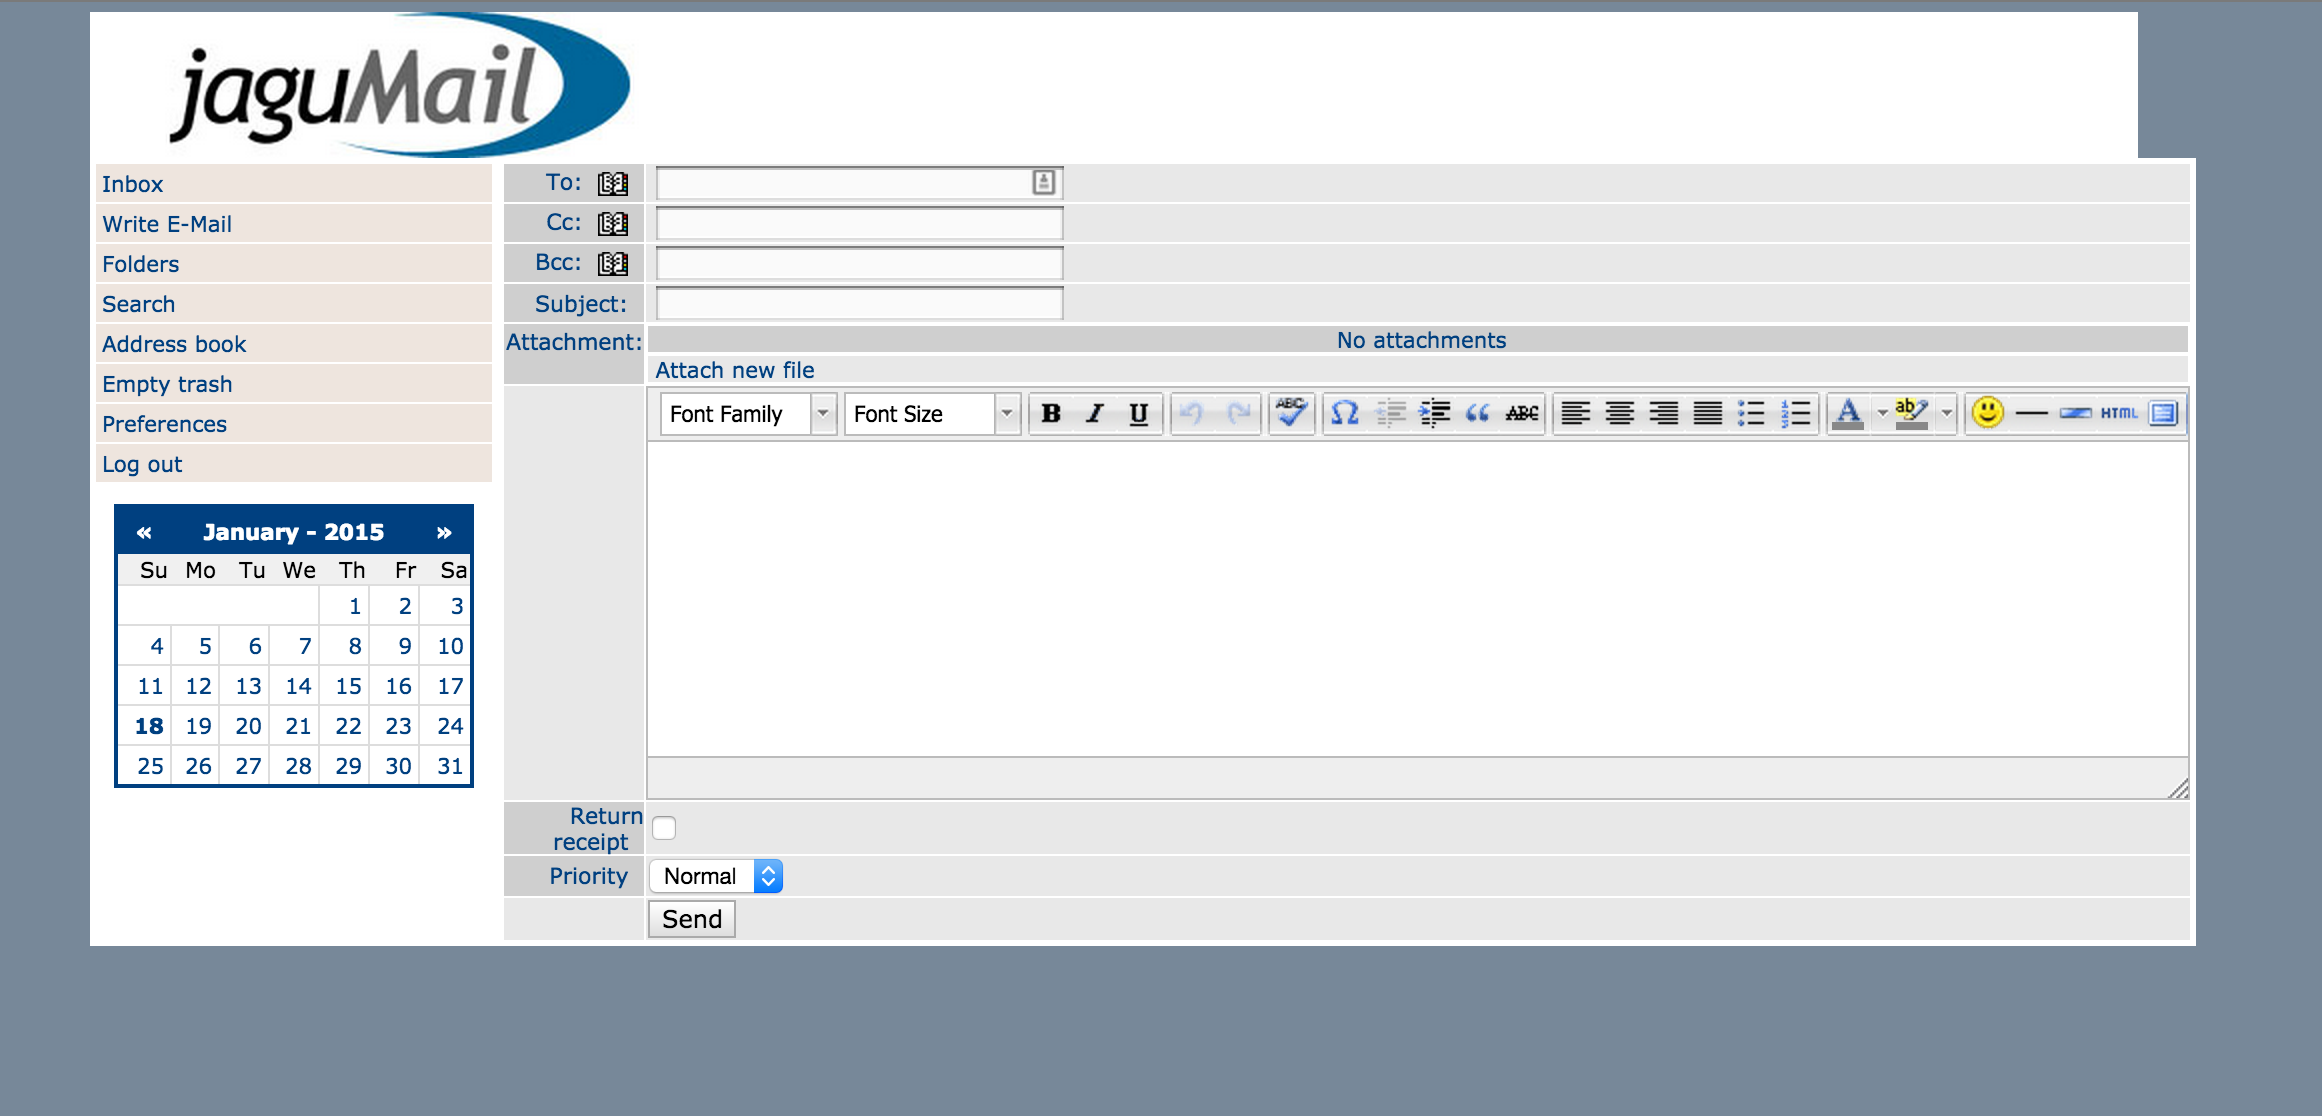 jaguMail
Inbox
Write E-Mail
Folders
Search
Address book
Empty trash
Preferences
Log out
« January - 2015 »
Su Mo Tu We Th Fr Sa
1 2 3
4 5 6 7 8 9 10
11 12 13 14 15 16 17
18 19 20 21 22 23 24
25 26 27 28 29 30 31
To:
Cc:
Bcc:
Subject:
Attachment: No attachments
Attach new file
Font Family Font Size B I U ABC Ω “ ABC A ab HTML
Return
receipt
Priority Normal
Send